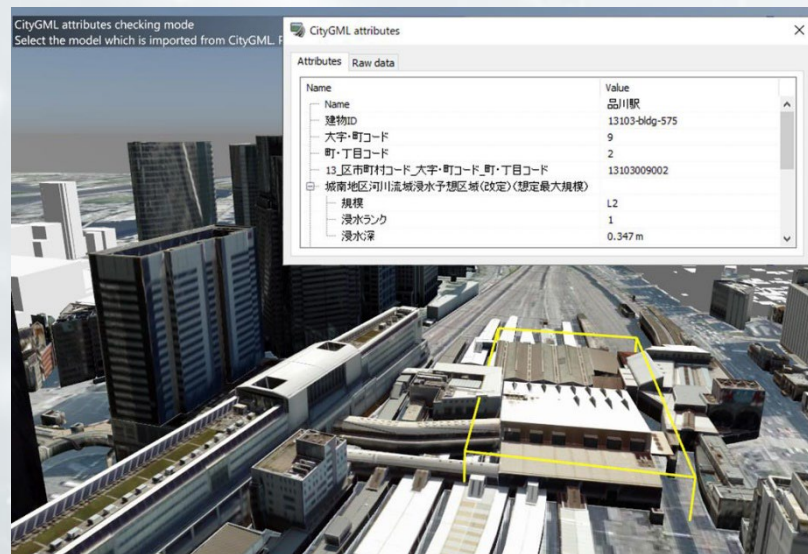 CityGML attributes checking mode
Select the model which is imported from CityGML.
CityGML attributes
Attributes Raw data
Name Value
Name 品川駅
建物ID 13103-bldg-575
大字・町コード 9
町・丁目コード 2
13_区市町村コード_大字・町コード_町・丁目コード 13103009002
城南地区河川流域浸水予想区域(改定)(想定最大規模)
規模 L2
浸水ランク 1
浸水深 0.347 m